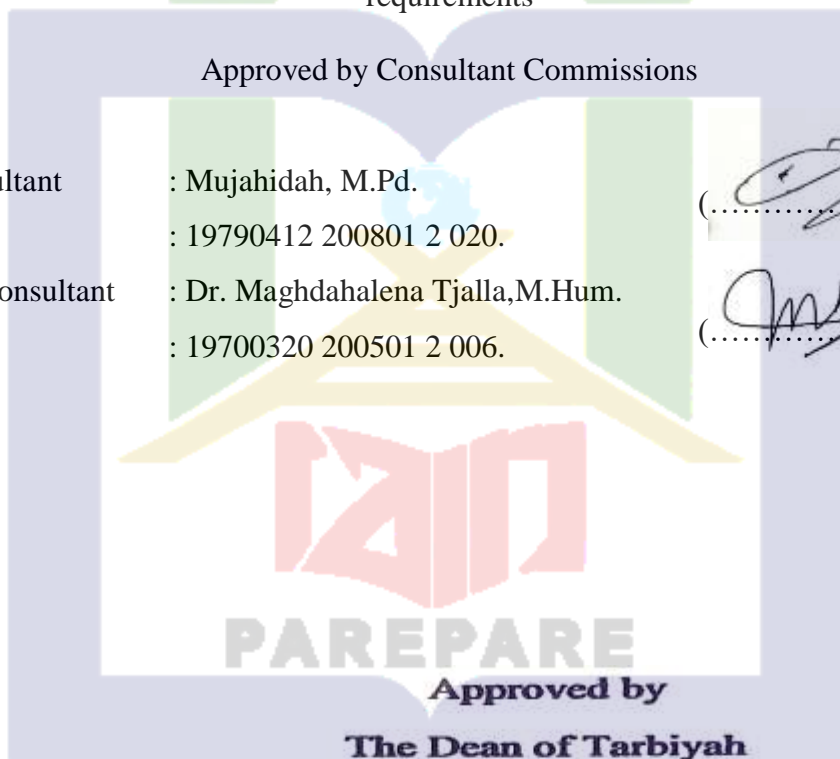 requirements
Approved by Consultant Commissions
ultant : Mujahidah, M.Pd.
: 19790412 200801 2 020.
onsultant : Dr. Maghdahalena Tjalla,M.Hum.
: 19700320 200501 2 006.
(……………
(……………
IAIN
PAREPARE
Approved by
The Dean of Tarbiyah